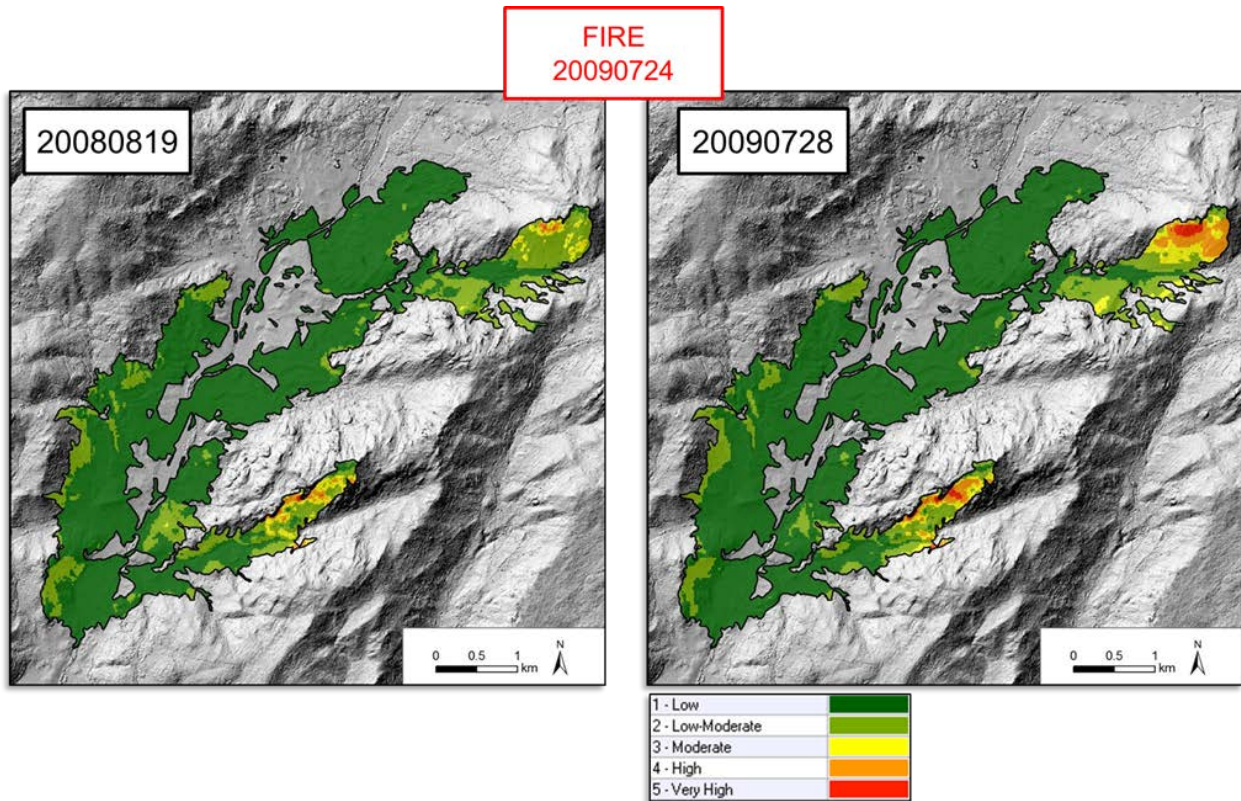 FIRE
20090724
20080819
20090728
0 0.5 1
km
N
0 0.5 1
km
N
1 - Low
2 - Low-Moderate
3 - Moderate
4 - High
5 - Very High